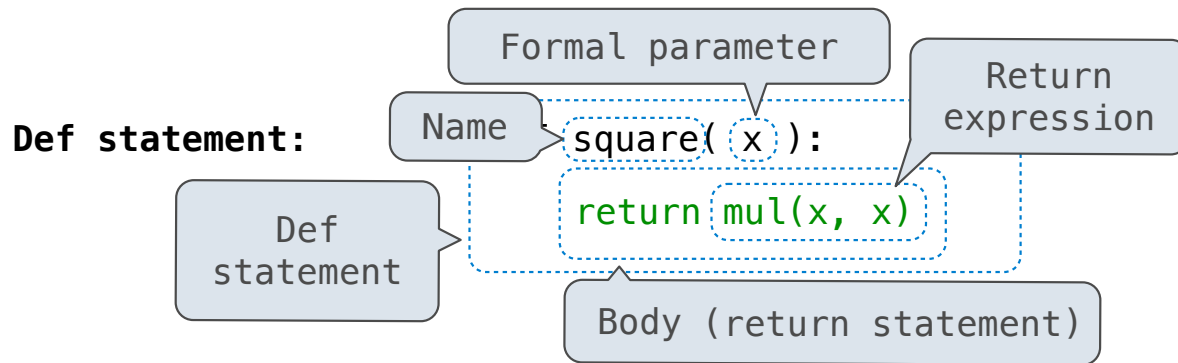 Formal parameter
Return
expression
Name
Def statement:
square( x ):
return mul(x, x)
Def
statement
Body (return statement)